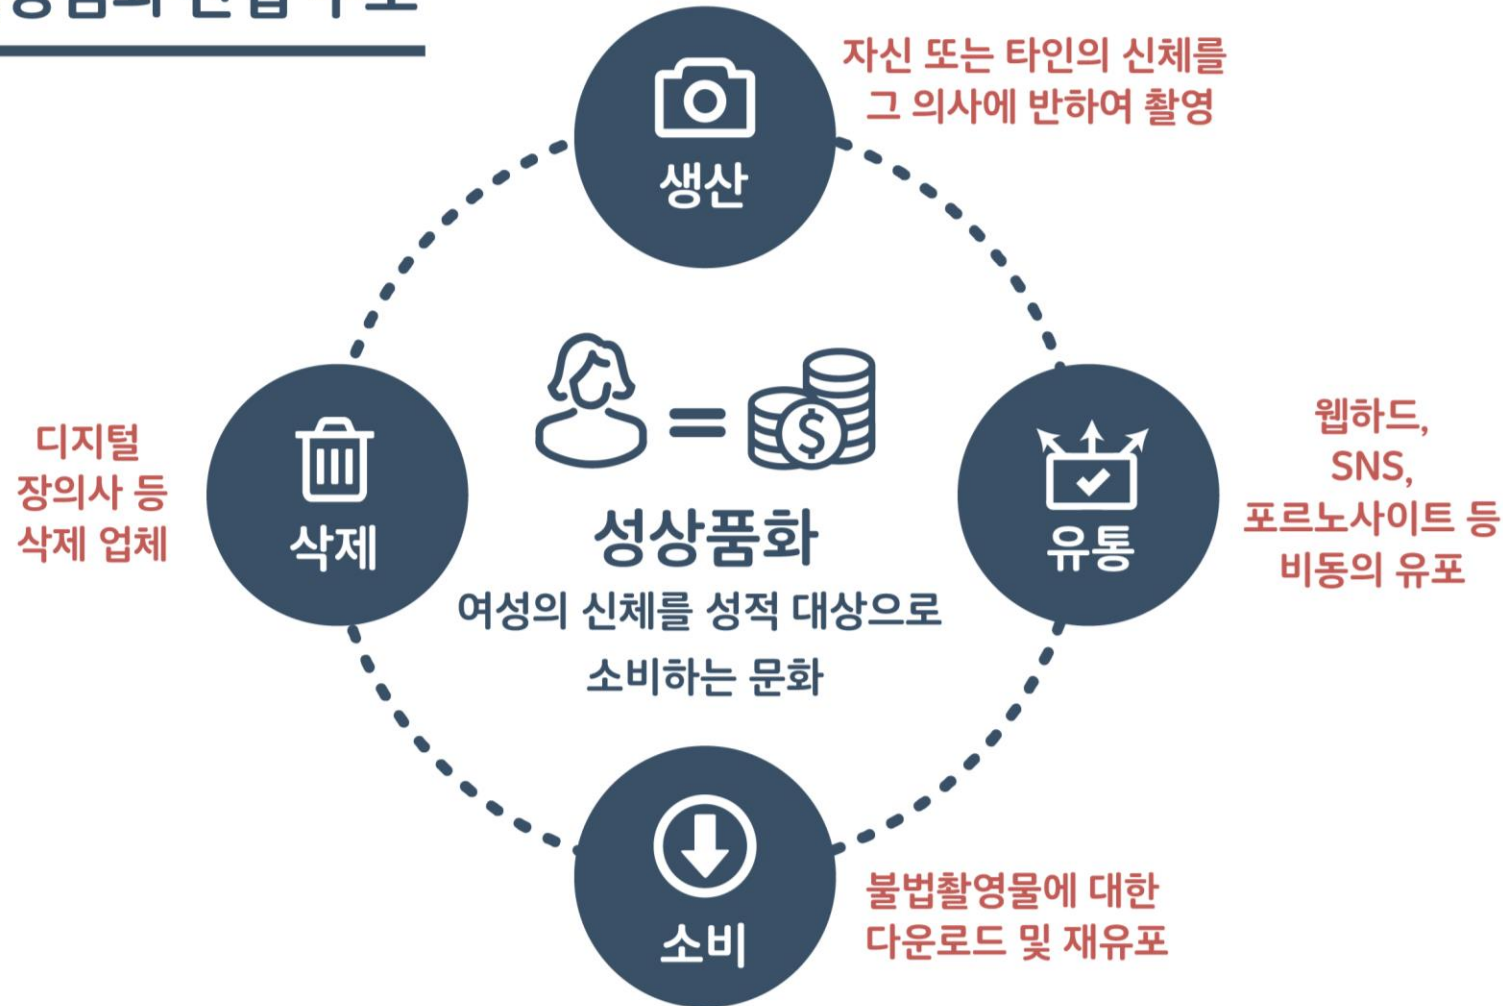 자신 또는 타인의 신체를
그 의사에 반하여 촬영
생산
디지털
장의사 등
삭제 업체
삭제
성상품화
여성의 신체를 성적 대상으로
소비하는 문화
유통
웹하드,
SNS,
포르노사이트 등
비동의 유포
소비
불법촬영물에 대한
다운로드 및 재유포